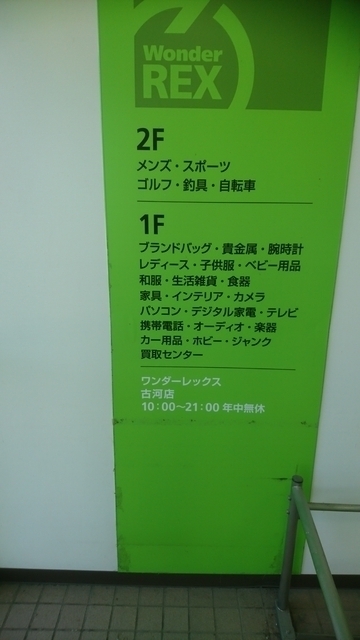 Wonder
REX
2F
メンズ・スポーツ
ゴルフ・釣具・自転車
1F
ブランドバッグ・貴金属・腕時計
レディース・子供服・ベビー用品
和服・生活雑貨・食器
家具・インテリア・カメラ
パソコン・デジタル家電・テレビ
携帯電話・オーディオ・楽器
カー用品・ホビー・ジャンク
買取センター
ワンダーレックス
古河店
10:00～21:00 年中無休